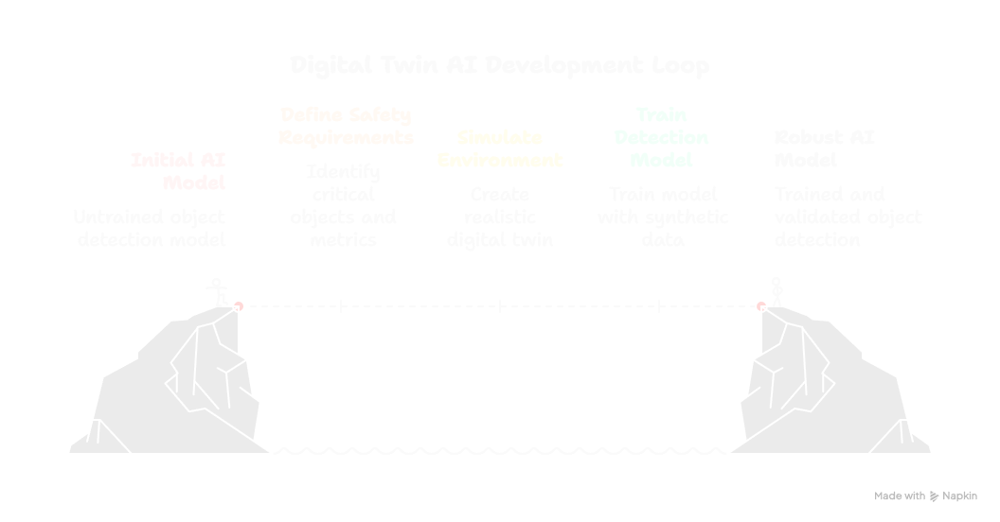 Digital Twin AI Development Loop
Initial AI
Model
Untrained object
detection model
Define Safety
Requirements
Identify
critical
objects and
metrics
Simulate
Environment
Create
realistic
digital twin
Train
Detection
Model
Train model
with synthetic
data
Robust AI
Model
Trained and
validated object
detection
Made with Napkin